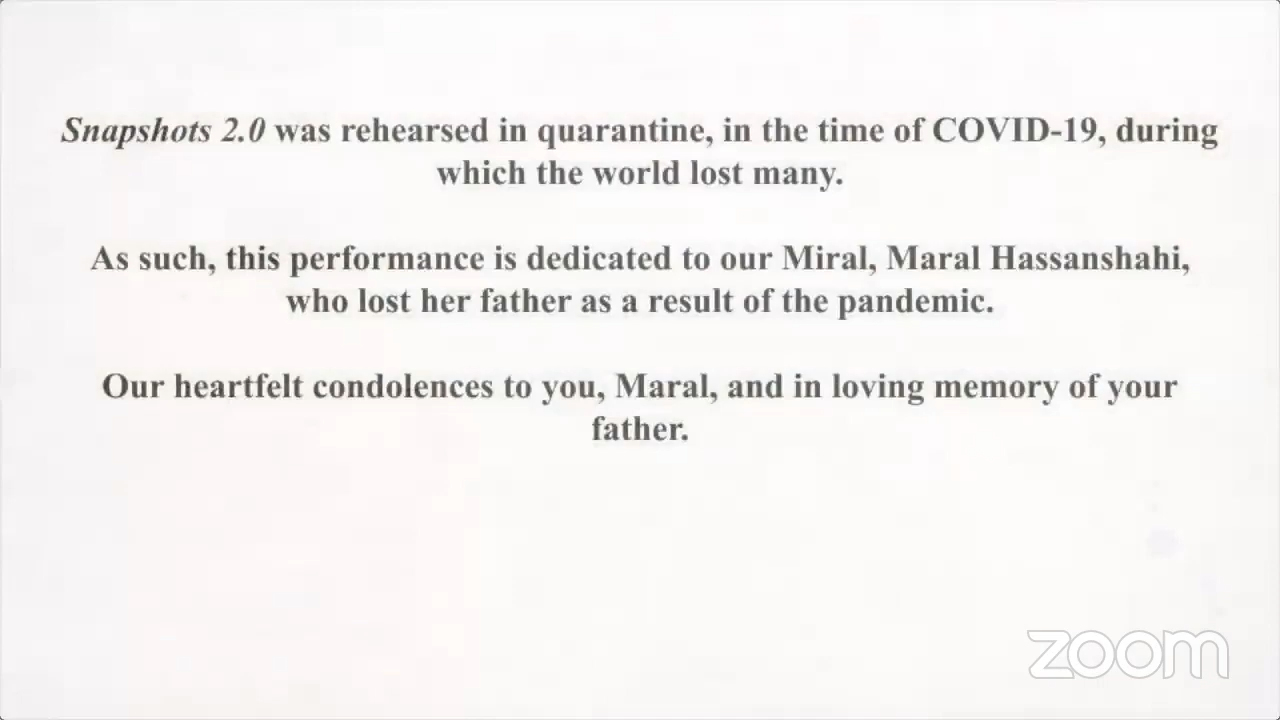 Snapshots 2.0 was rehearsed in quarantine, in the time of COVID-19, during
which the world lost many.
As such, this performance is dedicated to our Miral, Maral Hassanshahi,
who lost her father as a result of the pandemic.
Our heartfelt condolences to you, Maral, and in loving memory of your
father.
zoom